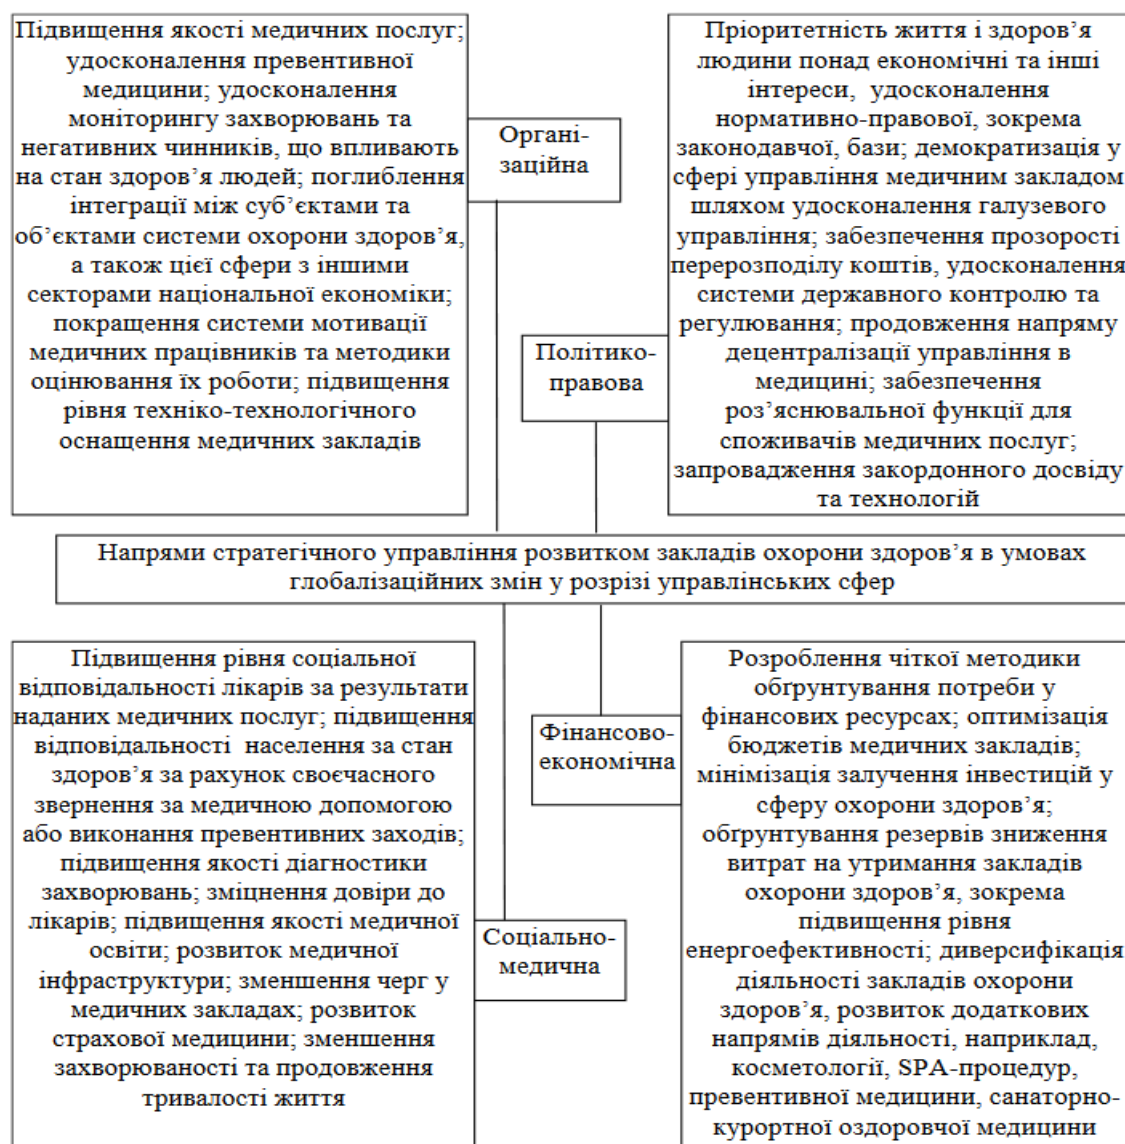 Підвищення якості медичних послуг;
удосконалення превентивної
медицини; удосконалення
моніторингу захворювань та
негативних чинників, що впливають
на стан здоров’я людей; поглиблення
інтеграції між суб’єктами та
об’єктами системи охорони здоров’я,
а також цієї сфери з іншими
секторами національної економіки;
покращення системи мотивації
медичних працівників та методики
оцінювання їх роботи; підвищення
рівня техніко-технологічного
оснащення медичних закладів
Органі-
заційна
Пріоритетність життя і здоров’я
людини понад економічні та інші
інтереси, удосконалення
нормативно-правової, зокрема
законодавчої, бази; демократизація у
сфері управління медичним закладом
шляхом удосконалення галузевого
управління; забезпечення прозорості
перерозподілу коштів, удосконалення
системи державного контролю та
регулювання; продовження напряму
децентралізації управління в
медицині; забезпечення
роз’яснювальної функції для
споживачів медичних послуг;
запровадження закордонного досвіду
та технологій
Політико-
правова
Напрями стратегічного управління розвитком закладів охорони здоров’я в умовах
глобалізаційних змін у розрізі управлінських сфер
Підвищення рівня соціальної
відповідальності лікарів за результати
наданих медичних послуг; підвищення
відповідальності населення за стан
здоров’я за рахунок своєчасного
звернення за медичною допомогою
або виконання превентивних заходів;
підвищення якості діагностики
захворювань; зміцнення довіри до
лікарів; підвищення якості медичної
освіти; розвиток медичної
інфраструктури; зменшення черг у
медичних закладах; розвиток
страхової медицини; зменшення
захворюваності та продовження
тривалості життя
Соціально-
медична
Фінансово-
економічна
Розроблення чіткої методики
обґрунтування потреби у
фінансових ресурсах; оптимізація
бюджетів медичних закладів;
мінімізація залучення інвестицій у
сферу охорони здоров’я;
обґрунтування резервів зниження
витрат на утримання закладів
охорони здоров’я, зокрема
підвищення рівня
енергоефективності; диверсифікація
діяльності закладів охорони
здоров’я, розвиток додаткових
напрямів діяльності, наприклад,
косметології, SPA-процедур,
превентивної медицини, санаторно-
курортної оздоровчої медицини